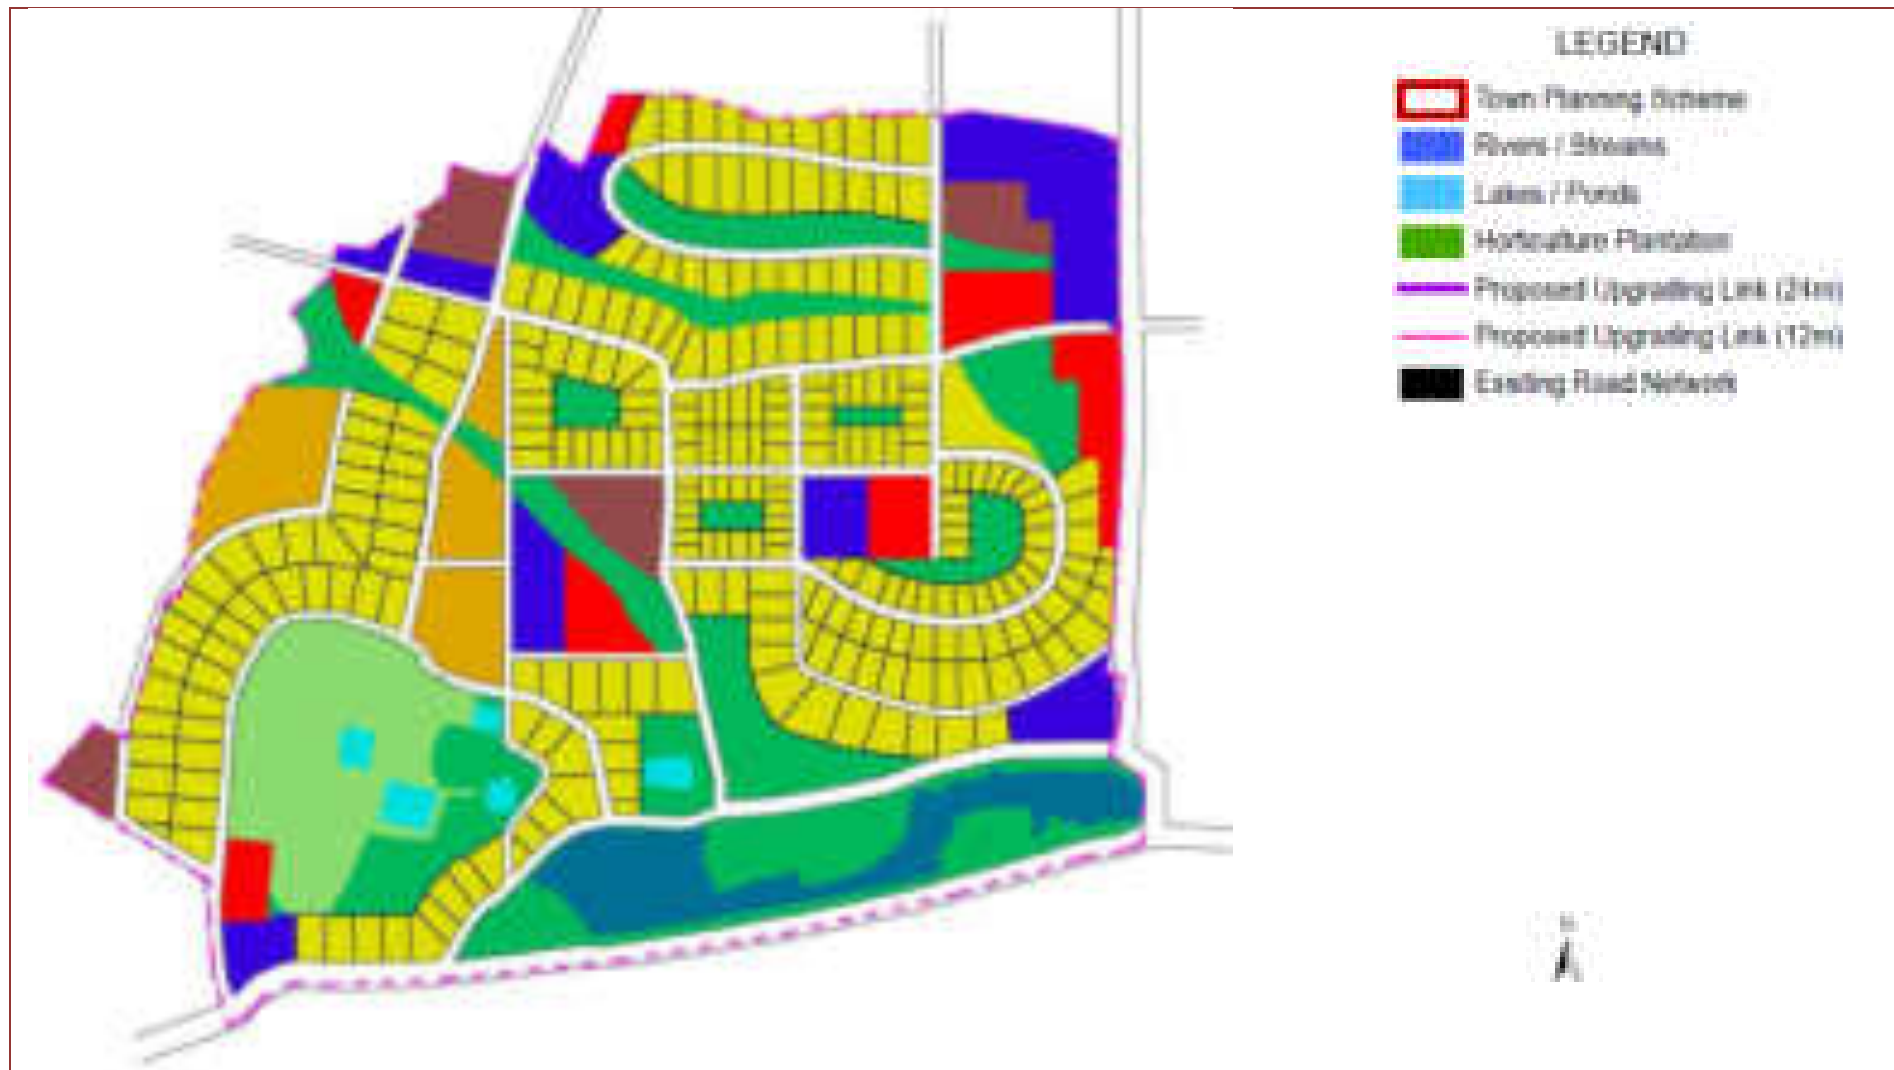 LEGEND
Town Planning Scheme
Rivers / Streams
Lakes / Ponds
Horticulture Plantation
Proposed Upgrading Link (24m)
Proposed Upgrading Link (12m)
Existing Road Network
N